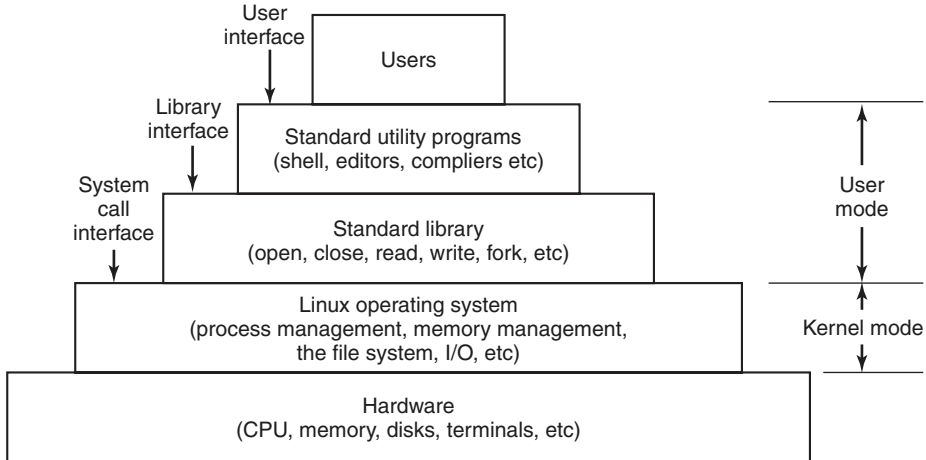 User
interface
Users
Library
interface
Standard utility programs
(shell, editors, compliers etc)
System
call
interface
Standard library
(open, close, read, write, fork, etc)
User
mode
Linux operating system
(process management, memory management,
the file system, I/O, etc)
Kernel mode
Hardware
(CPU, memory, disks, terminals, etc)